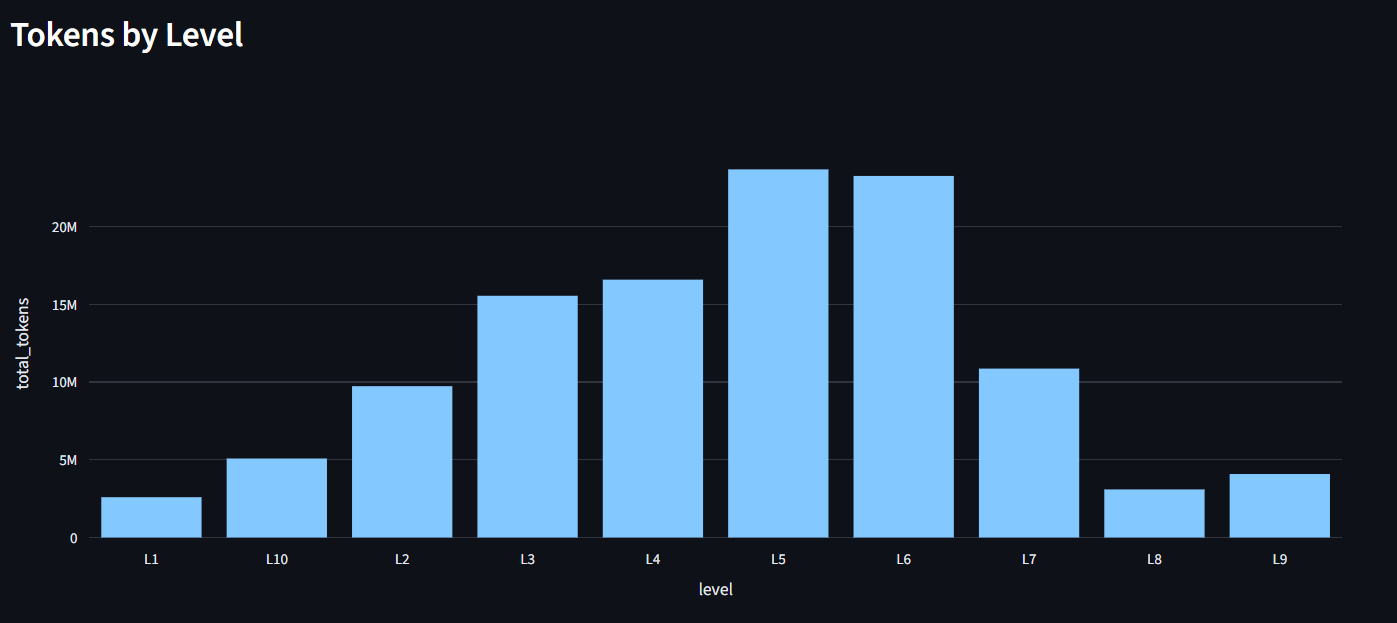 Tokens by Level
total_tokens
20M
15M
10M
5M
0
L1 L10 L2 L3 L4 L5 L6 L7 L8 L9
level